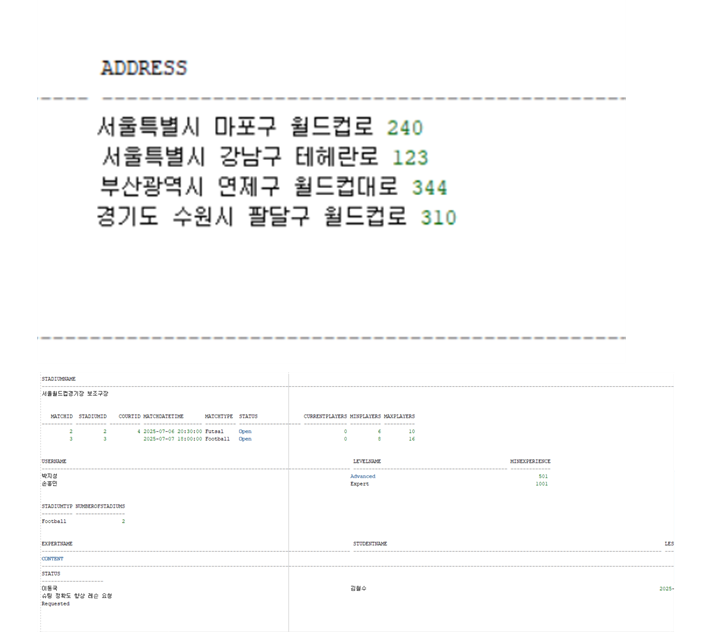 ADDRESS
서울특별시 마포구 월드컵로 240
서울특별시 강남구 테헤란로 123
부산광역시 연제구 월드컵대로 344
경기도 수원시 팔달구 월드컵로 310
STADIUMNAME
서울월드컵경기장 보조구장
MATCHID STADIUMID COURTID MATCHDATETIME MATCHTYPE STATUS CURRENTPLAYERS MINPLAYERS MAXPLAYERS
2 2 4 2025-07-06 20:30:00 Futsal Open 0 6 10
3 3 2025-07-07 18:00:00 Football Open 0 8 16
USERNAME LEVELNAME MINEXPERIENCE
박지성 Advanced 501
손흥민 Expert 1001
STADIUMTYP NUMBEROFSTADIUMS
Football 2
EXPERTNAME STUDENTNAME LES
CONTENT
STATUS
이동국 김철수 2025-
슈팅 정확도 향상 레슨 요청
Requested